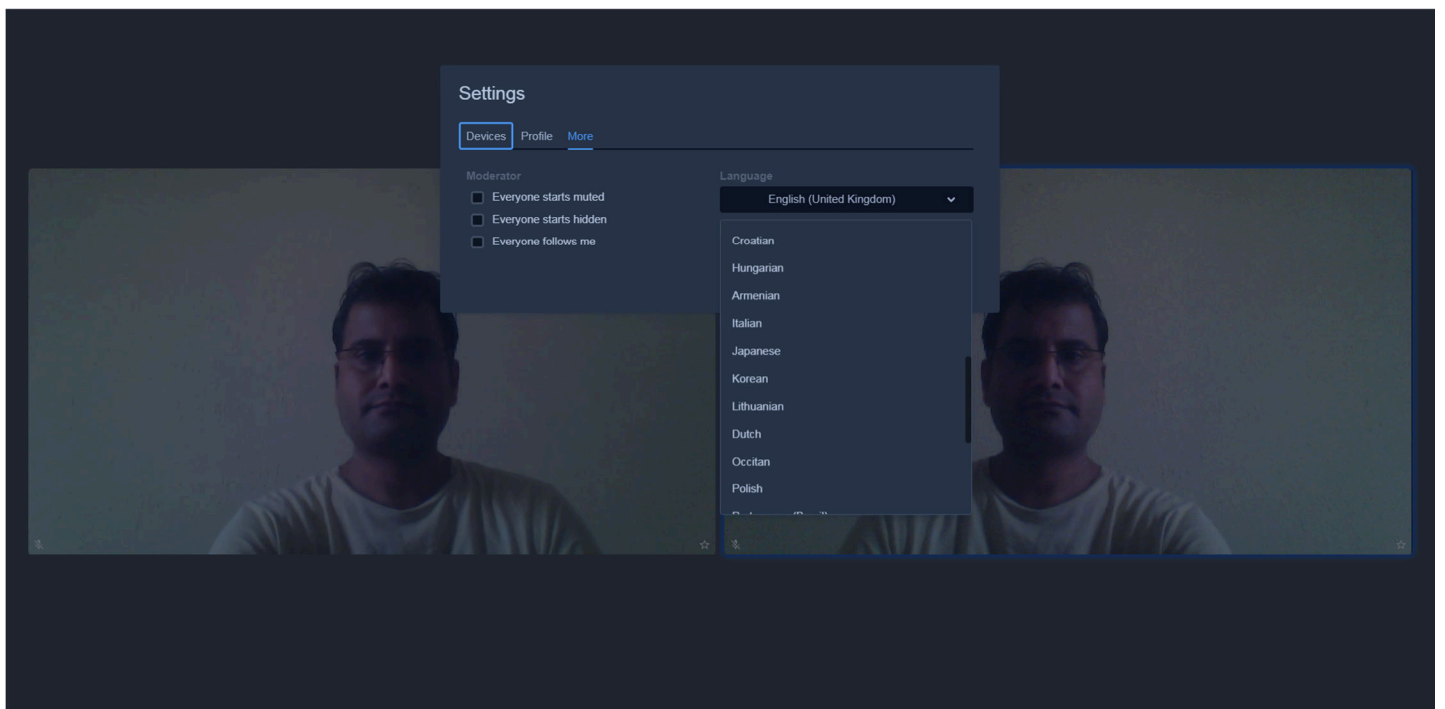 Settings
Devices Profile More
Moderator
Everyone starts muted
Everyone starts hidden
Everyone follows me
Language
English (United Kingdom)
Croatian
Hungarian
Armenian
Italian
Japanese
Korean
Lithuanian
Dutch
Occitan
Polish